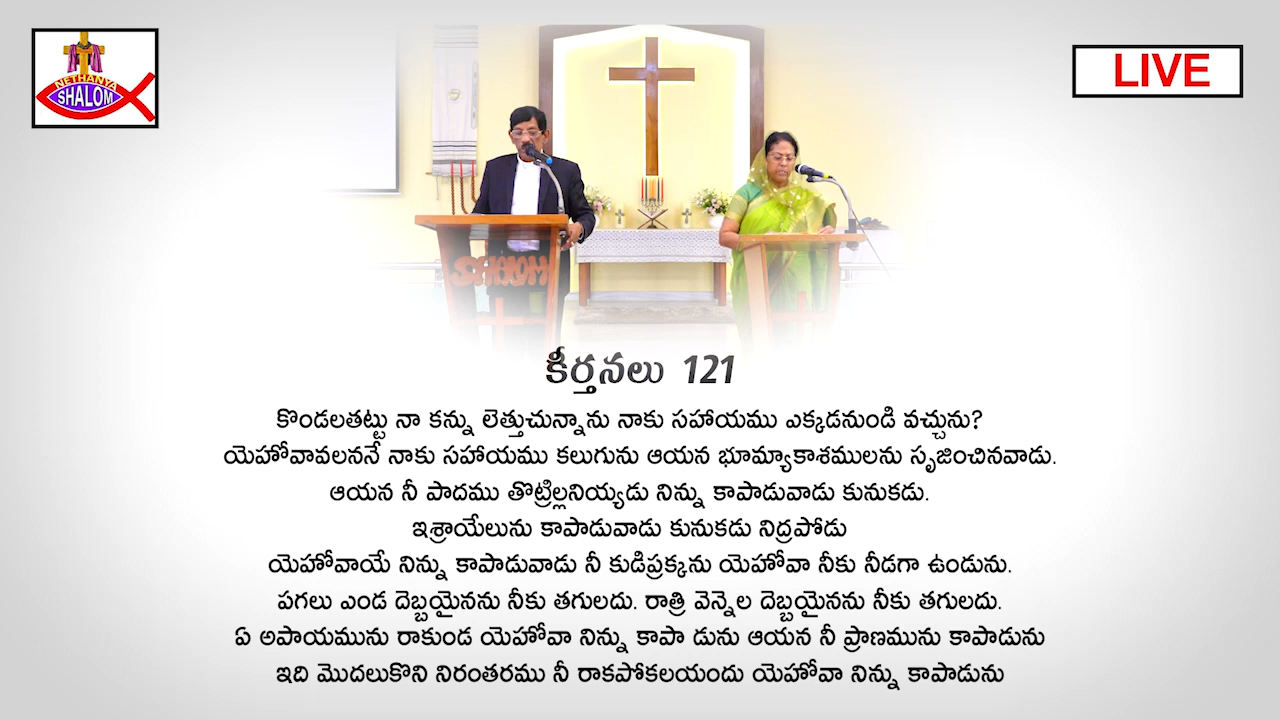 NETHANYA
SHALOM
LIVE
SHALOM
కీర్తనలు 121
కొండలతట్టు నా కన్ను లెత్తుచున్నాను నాకు సహాయము ఎక్కడనుండి వచ్చును?
యెహోవావలననే నాకు సహాయము కలుగును ఆయన భూమ్యాకాశములను సృజించినవాడు.
ఆయన నీ పాదము తొట్రిల్లనియ్యడు నిన్ను కాపాడువాడు కునుకడు.
ఇశ్రాయేలును కాపాడువాడు కునుకడు నిద్రపోడు
యెహోవాయే నిన్ను కాపాడువాడు నీ కుడిప్రక్కను యెహోవా నీకు నీడగా ఉండును.
పగలు ఎండ దెబ్బయైనను నీకు తగులదు. రాత్రి వెన్నెల దెబ్బయైనను నీకు తగులదు.
ఏ అపాయమును రాకుండ యెహోవా నిన్ను కాపా డును ఆయన నీ ప్రాణమును కాపాడును
ఇది మొదలుకొని నిరంతరము నీ రాకపోకలయందు యెహోవా నిన్ను కాపాడును